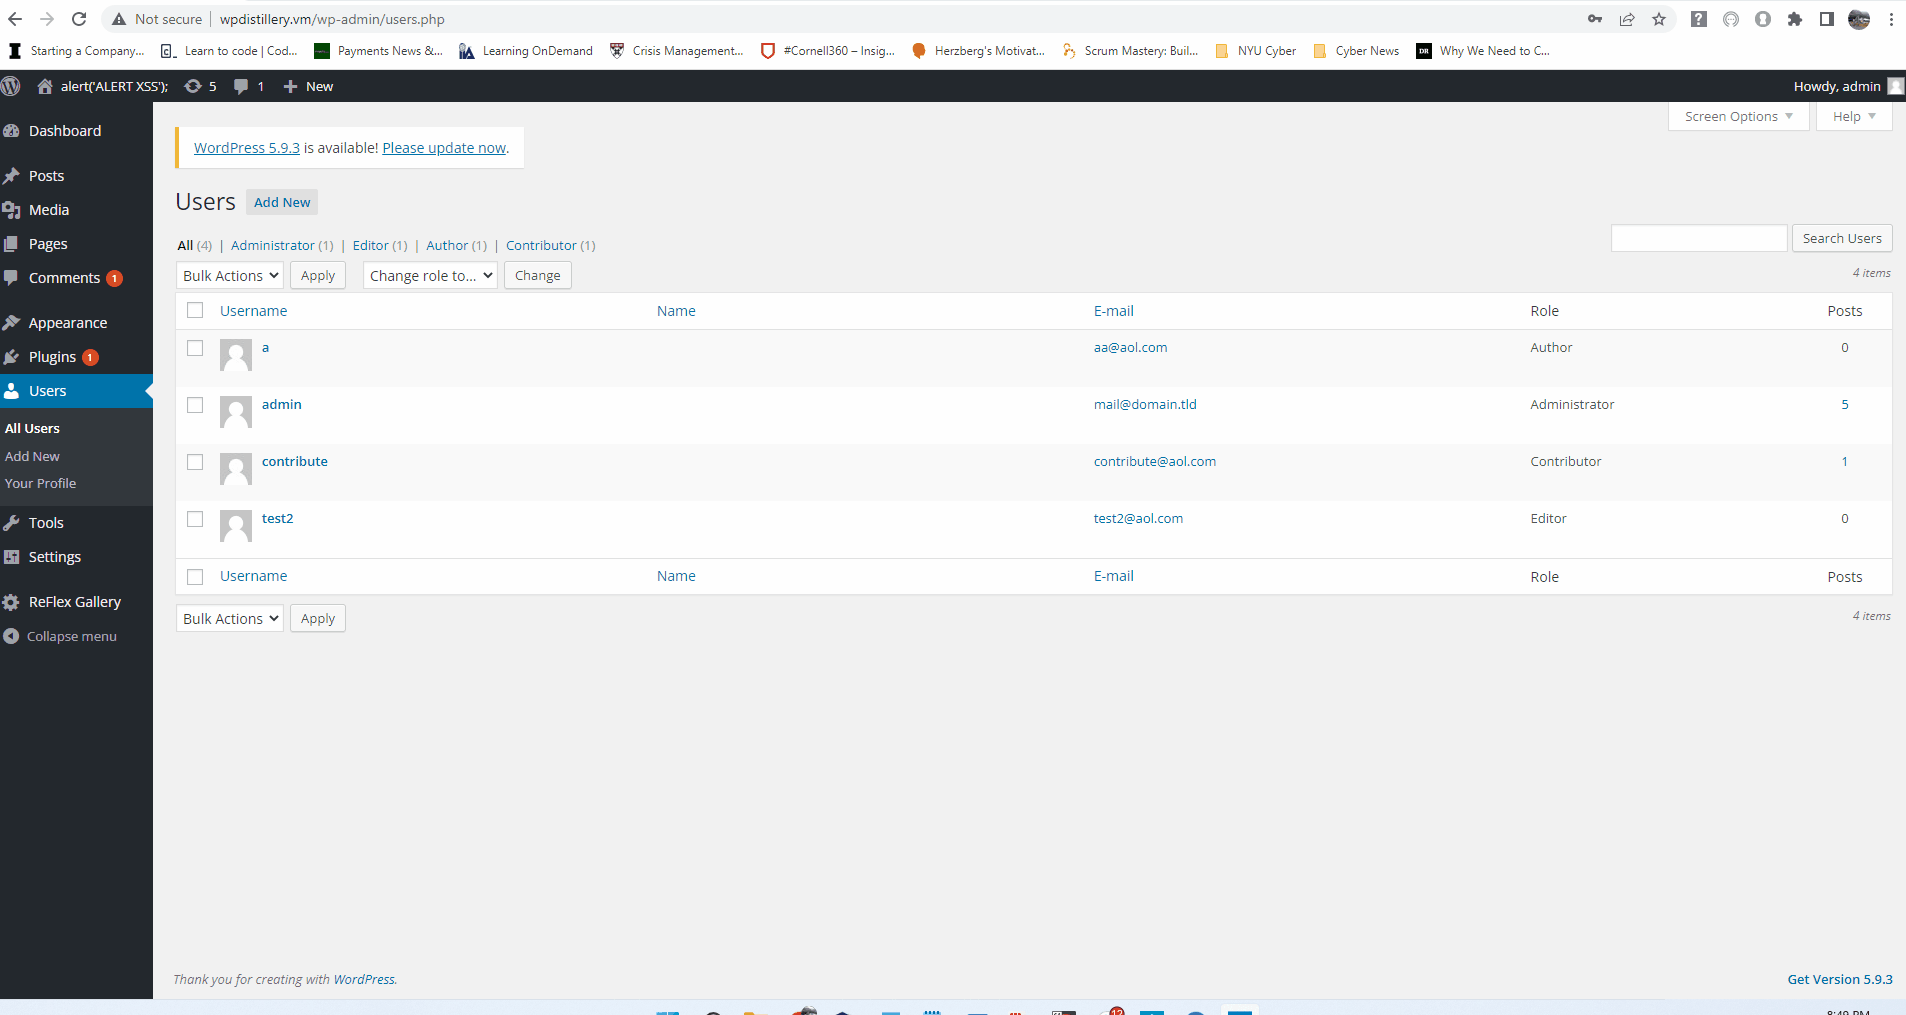 Not secure | wpdistillery.vm/wp-admin/users.php
Starting a Company... Learn to code | Cod... Payments News &... Learning OnDemand Crisis Management... #Cornell360 – Insig... Herzberg's Motivat... Scrum Mastery: Buil... NYU Cyber Cyber News DR Why We Need to C...
alert('ALERT XSS'); 5 1 + New Howdy, admin
Screen Options Help
Dashboard
WordPress 5.9.3 is available! Please update now.
Posts
Media
Pages
Comments 1
Appearance
Plugins 1
Users
All Users
Add New
Your Profile
Tools
Settings
ReFlex Gallery
Collapse menu
Users Add New
All (4) | Administrator (1) | Editor (1) | Author (1) | Contributor (1)
Search Users
Bulk Actions Apply Change role to... Change 4 items
Username Name E-mail Role Posts
a aa@aol.com Author 0
admin mail@domain.tld Administrator 5
contribute contribute@aol.com Contributor 1
test2 test2@aol.com Editor 0
Username Name E-mail Role Posts
Bulk Actions Apply 4 items
Thank you for creating with WordPress. Get Version 5.9.3